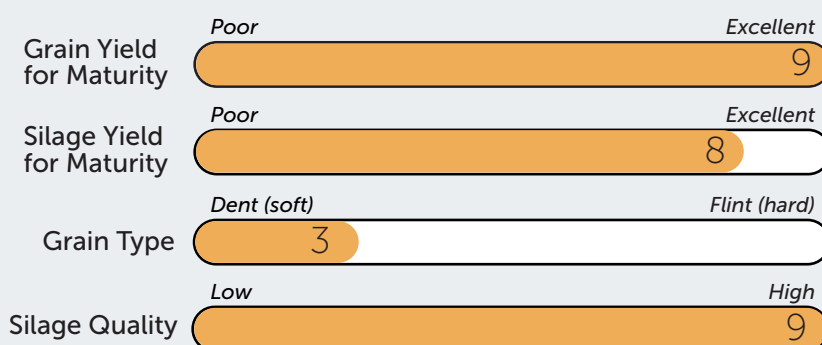 Poor Excellent
Grain Yield
for Maturity
9
Poor Excellent
Silage Yield
for Maturity
8
Dent (soft) Flint (hard)
Grain Type 3
Low High
Silage Quality 9